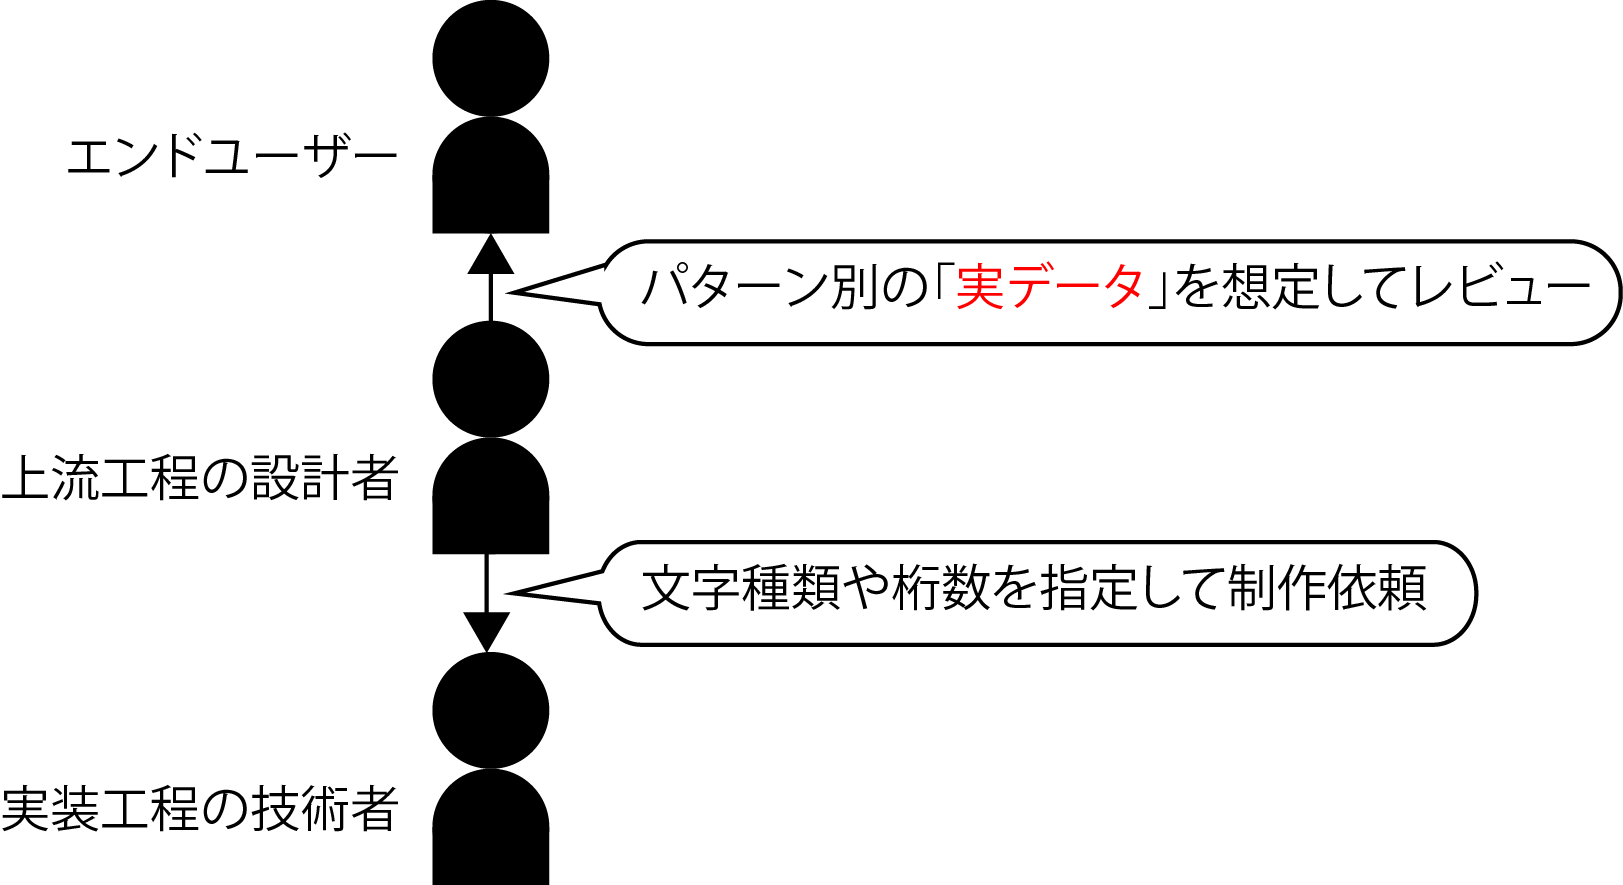 エンドユーザー
パターン別の「実データ」を想定してレビュー
上流工程の設計者
文字種類や桁数を指定して制作依頼
実装工程の技術者